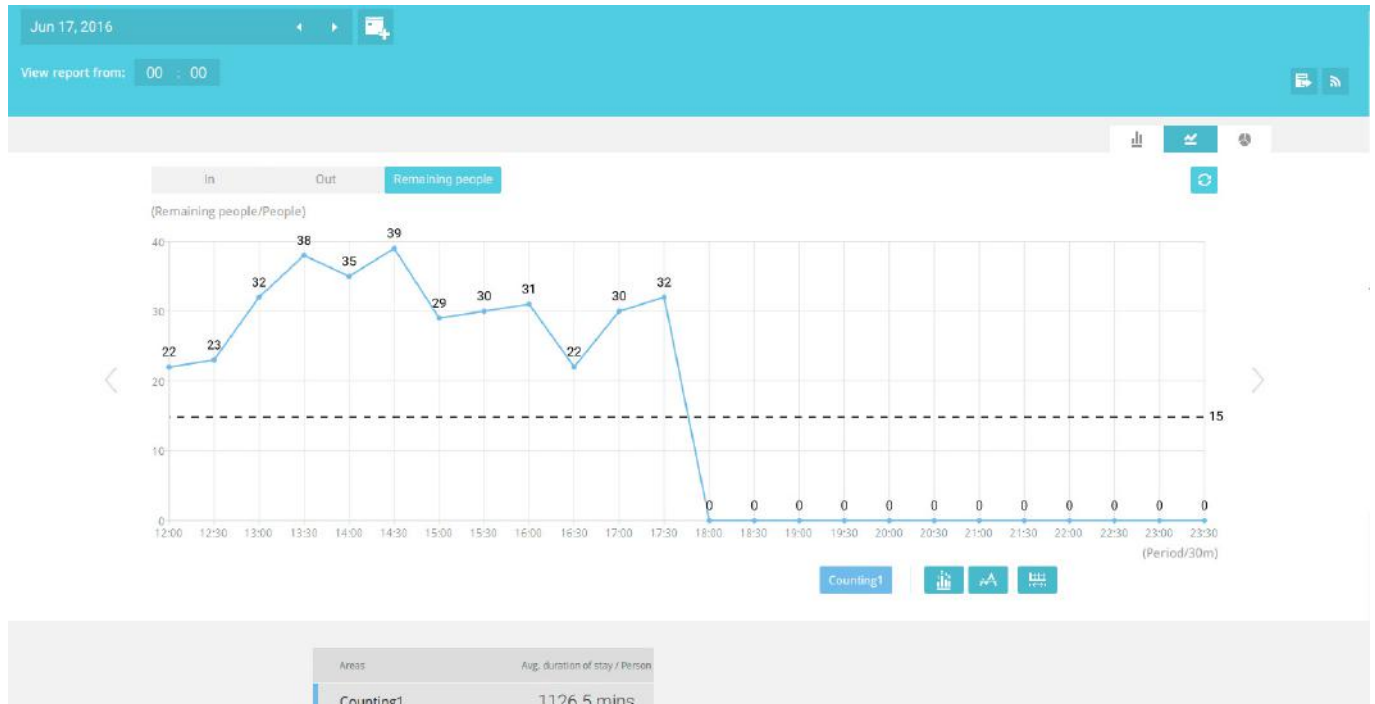 Jun 17, 2016
View report from: 00 : 00
In Out Remaining people
(Remaining people/People)
40
30
20
10
0
22 23 32 38 35 39 29 30 31 22 30 32 0 0 0 0 0 0 0 0 0 0 0 0
15
12:00 12:30 13:00 13:30 14:00 14:30 15:00 15:30 16:00 16:30 17:00 17:30 18:00 18:30 19:00 19:30 20:00 20:30 21:00 21:30 22:00 22:30 23:00 23:30
(Period/30m)
Counting1
Areas Avg. duration of stay / Person
Counting1 1126.5 mins